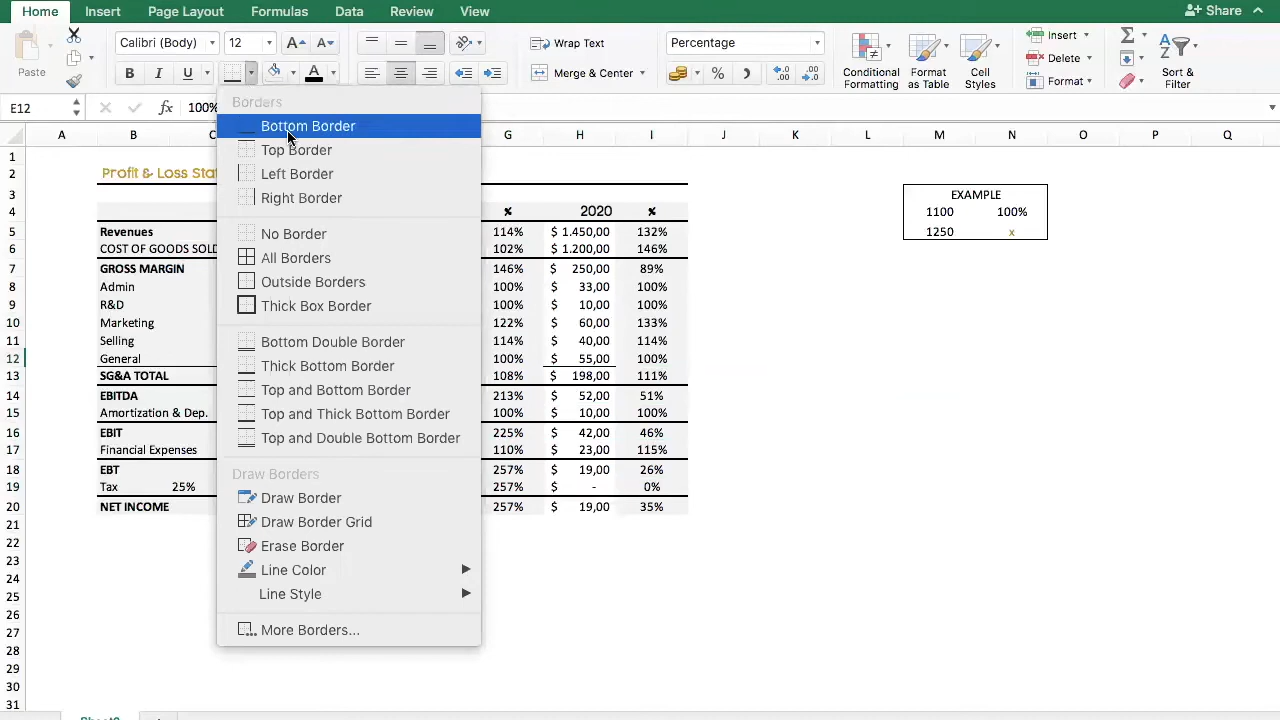 Home Insert Page Layout Formulas Data Review View Share
Calibri (Body) 12 Wrap Text Percentage Insert
Paste B I U Merge & Center % Conditional Formatting Format as Table Cell Styles Delete Format Sort & Filter
E12 fx 100%
A B C G H I J K L M N O P Q
Borders
Bottom Border
Top Border
Left Border
Right Border
No Border
All Borders
Outside Borders
Thick Box Border
Bottom Double Border
Thick Bottom Border
Top and Bottom Border
Top and Thick Bottom Border
Top and Double Bottom Border
Draw Borders
Draw Border
Draw Border Grid
Erase Border
Line Color
Line Style
More Borders...
1
2 Profit & Loss Sta
3
4 % 2020 %
5 Revenues 114% $ 1.450,00 132%
6 COST OF GOODS SOLD 102% $ 1.200,00 146%
7 GROSS MARGIN 146% $ 250,00 89%
8 Admin 100% $ 33,00 100%
9 R&D 100% $ 10,00 100%
10 Marketing 122% $ 60,00 133%
11 Selling 114% $ 40,00 114%
12 General 100% $ 55,00 100%
13 SG&A TOTAL 108% $ 198,00 111%
14 EBITDA 213% $ 52,00 51%
15 Amortization & Dep. 100% $ 10,00 100%
16 EBIT 225% $ 42,00 46%
17 Financial Expenses 110% $ 23,00 115%
18 EBT 257% $ 19,00 26%
19 Tax 25% 257% $ - 0%
20 NET INCOME 257% $ 19,00 35%
21
22
23
24
25
26
27
28
29
30
31
EXAMPLE
1100 100%
1250 x